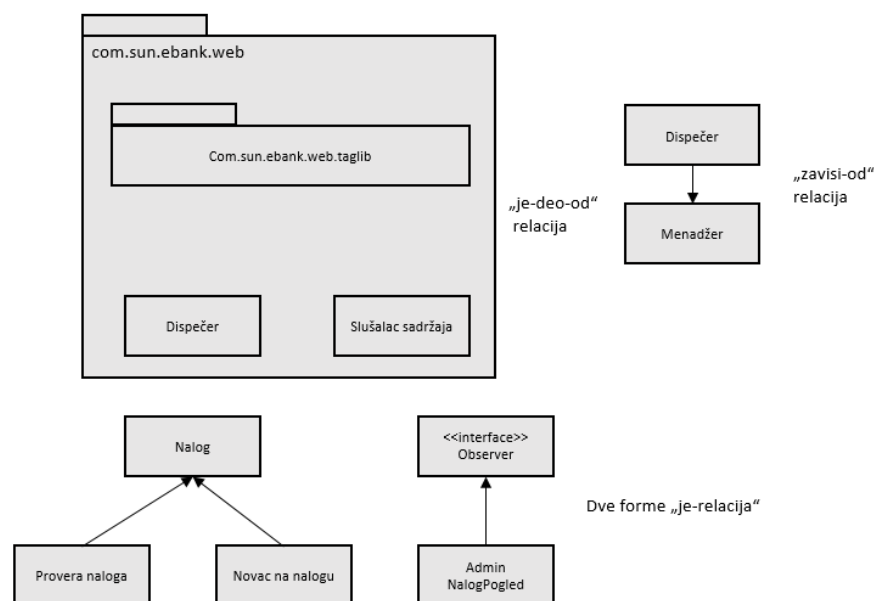 com.sun.ebank.web
Com.sun.ebank.web.taglib
Dispečer
Slušalac sadržaja
„je-deo-od“
relacija
Dispečer
Menadžer
„zavisi-od“
relacija
Nalog
Provera naloga
Novac na nalogu
<<interface>>
Observer
Admin
NalogPogled
Dve forme „je-relacija“